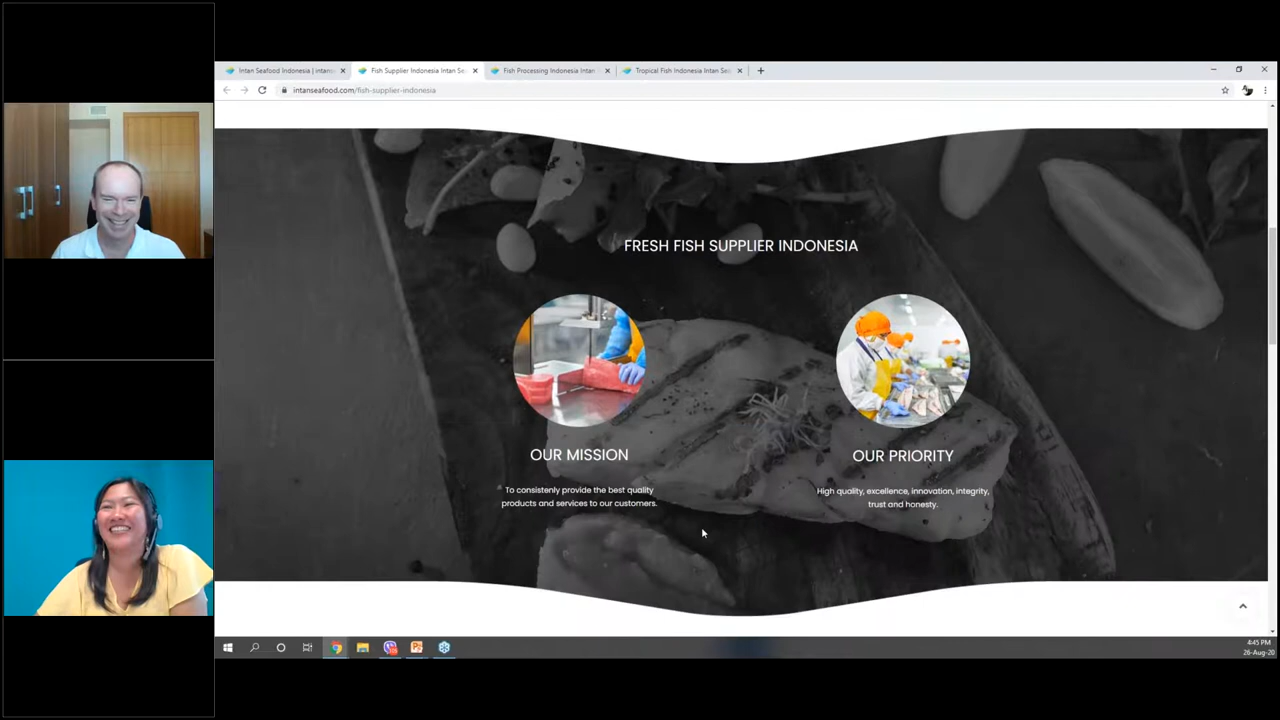 Intan Seafood Indonesia | intans
Fish Supplier Indonesia Intan Se
Fish Processing Indonesia Intan
Tropical Fish Indonesia Intan Se
intanseafood.com/fish-supplier-indonesia
FRESH FISH SUPPLIER INDONESIA
OUR MISSION
To consistenly provide the best quality
products and services to our customers.
OUR PRIORITY
High quality, excellence, innovation, integrity,
trust and honesty.
4:45 PM
26-Aug-20